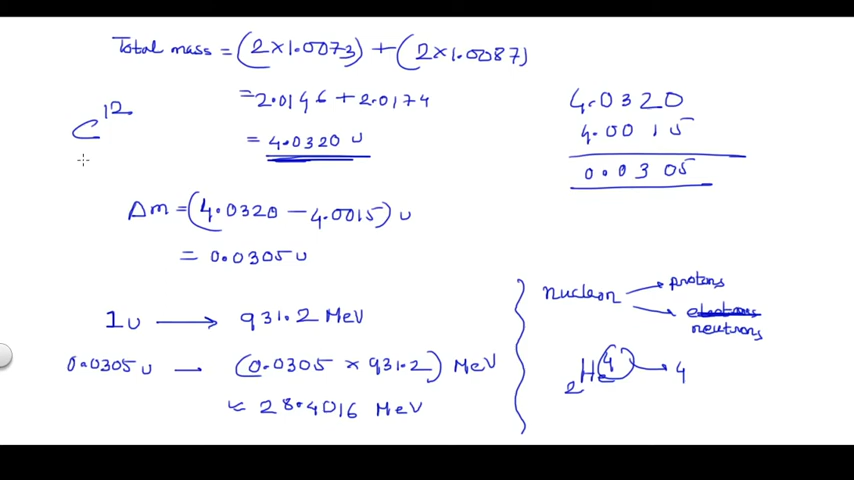 Total mass = (2×1.0073) + (2×1.0087)
= 2.0146 + 2.0174
= 4.0320 u
C¹²
4.0320
4.0015
0.0305
Δm = (4.0320 - 4.0015) u
= 0.0305 u
1u → 931.2 MeV
0.0305 u — (0.0305 × 931.2) MeV
≈ 28.4016 MeV
nucleon → protons
→ electrons
neutrons
₂He⁴ → 4